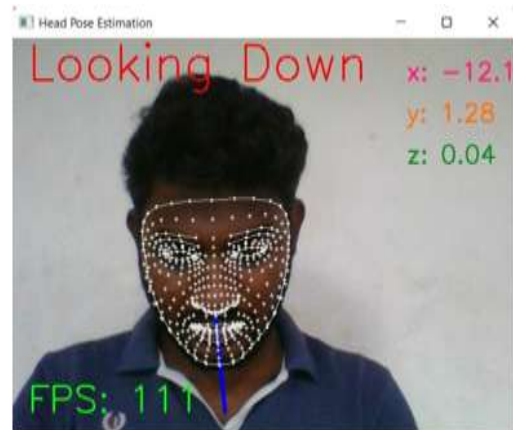 Head Pose Estimation
Looking Down
x: -12.1
y: 1.28
z: 0.04
FPS: 111